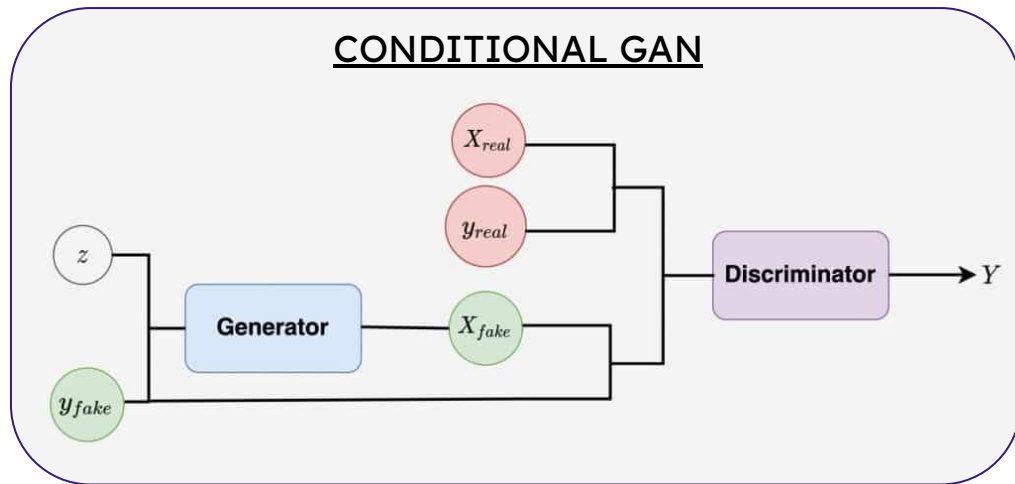 CONDITIONAL GAN
X_real
y_real
z
Generator
X_fake
y_fake
Discriminator
Y